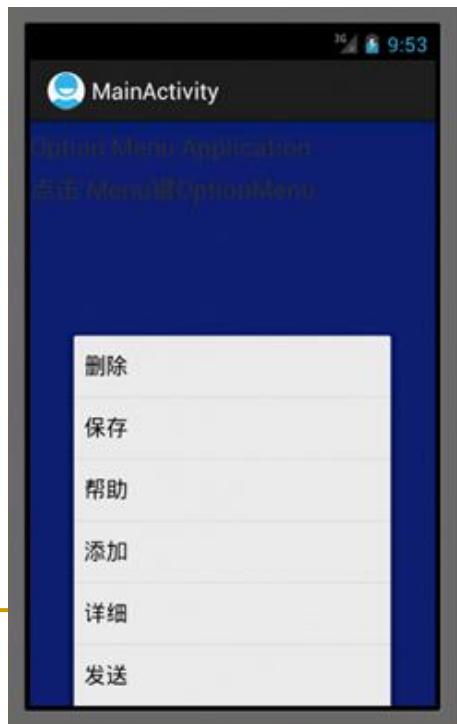 3G 9:53
MainActivity
Option Menu Application
点击 Menu键OptionMenu
删除
保存
帮助
添加
详细
发送